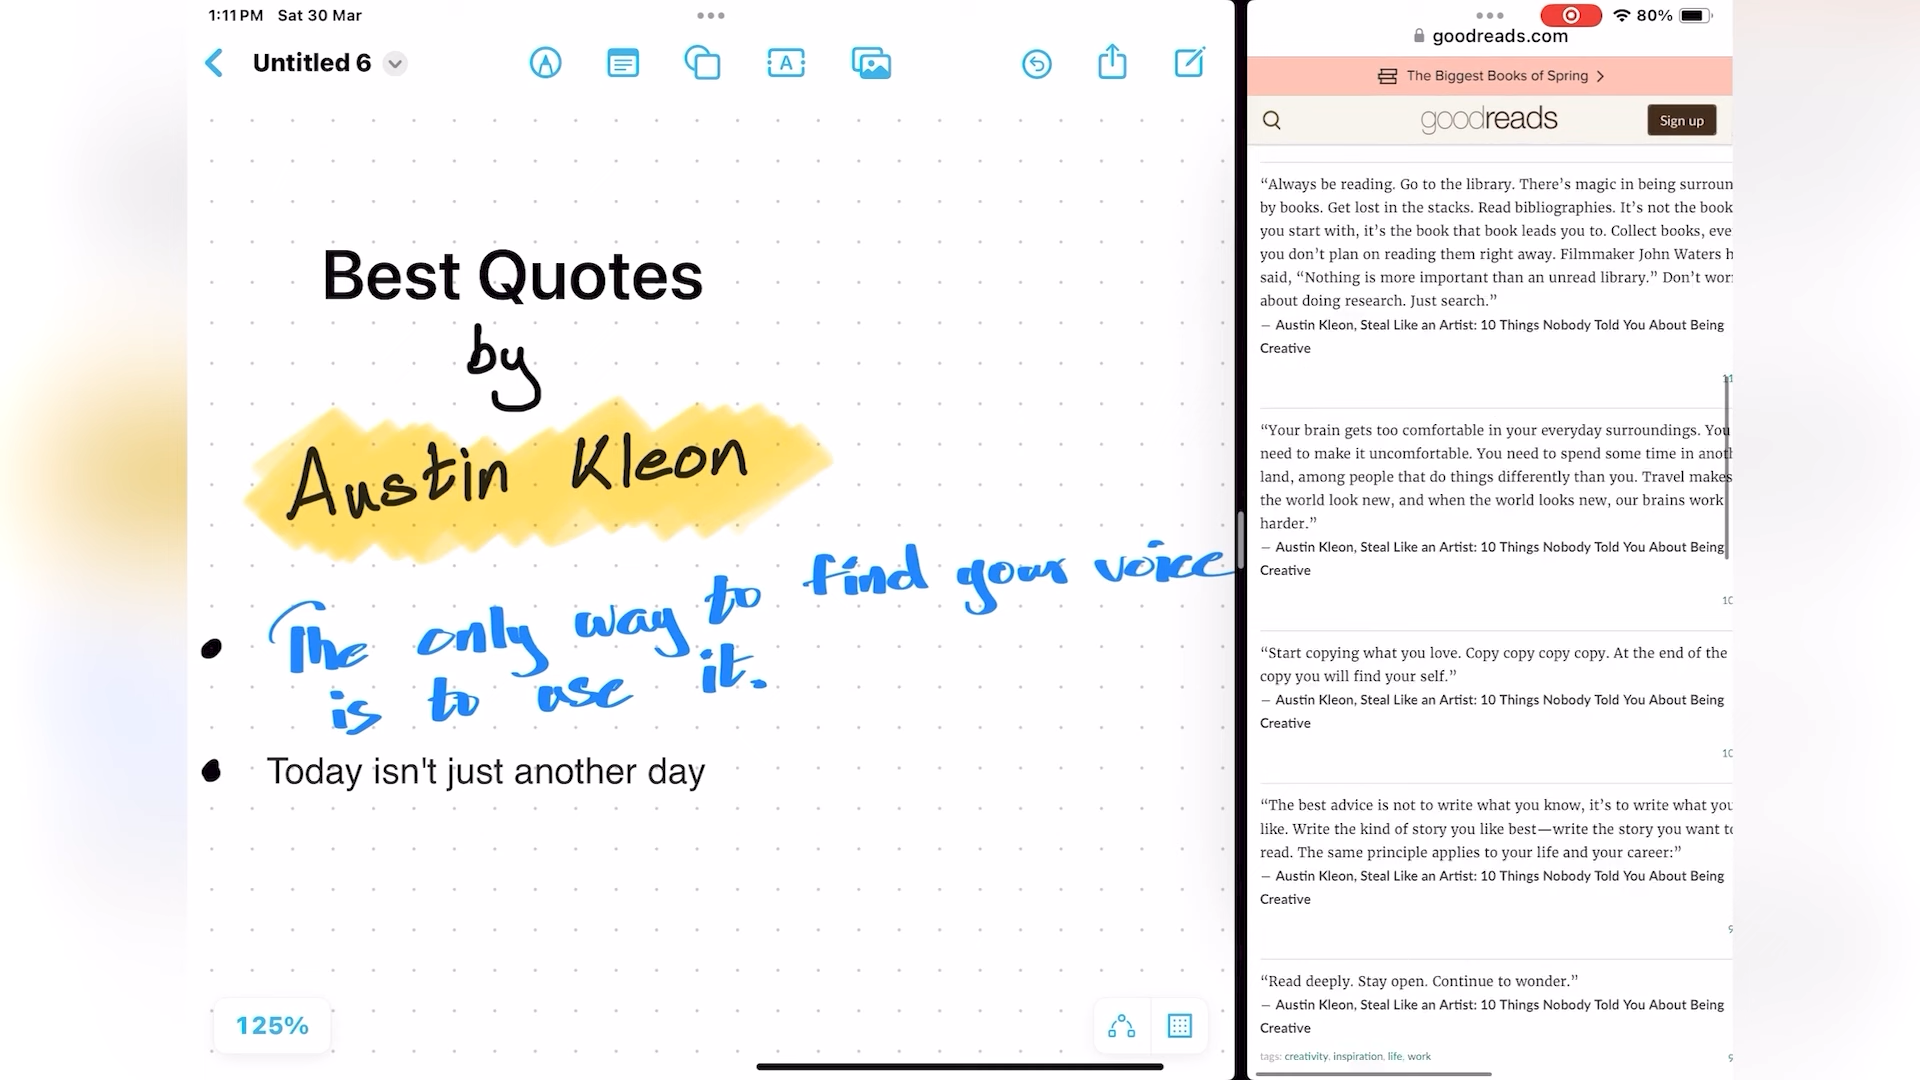 1:11 PM Sat 30 Mar
Untitled 6
A
Best Quotes
by
Austin Kleon
• The only way to find your voice
is to use it.
• Today isn't just another day
125%
80%
goodreads.com
The Biggest Books of Spring
goodreads
Sign up
“Always be reading. Go to the library. There’s magic in being surroun
by books. Get lost in the stacks. Read bibliographies. It’s not the book
you start with, it’s the book that book leads you to. Collect books, eve
you don’t plan on reading them right away. Filmmaker John Waters h
said, “Nothing is more important than an unread library.” Don’t wor
about doing research. Just search.”
― Austin Kleon, Steal Like an Artist: 10 Things Nobody Told You About Being
Creative
11
“Your brain gets too comfortable in your everyday surroundings. You
need to make it uncomfortable. You need to spend some time in anot
land, among people that do things differently than you. Travel makes
the world look new, and when the world looks new, our brains work
harder.”
― Austin Kleon, Steal Like an Artist: 10 Things Nobody Told You About Being
Creative
10
“Start copying what you love. Copy copy copy copy. At the end of the
copy you will find your self.”
― Austin Kleon, Steal Like an Artist: 10 Things Nobody Told You About Being
Creative
10
“The best advice is not to write what you know, it’s to write what you
like. Write the kind of story you like best—write the story you want to
read. The same principle applies to your life and your career:”
― Austin Kleon, Steal Like an Artist: 10 Things Nobody Told You About Being
Creative
9
“Read deeply. Stay open. Continue to wonder.”
― Austin Kleon, Steal Like an Artist: 10 Things Nobody Told You About Being
Creative
tags: creativity, inspiration, life, work
9